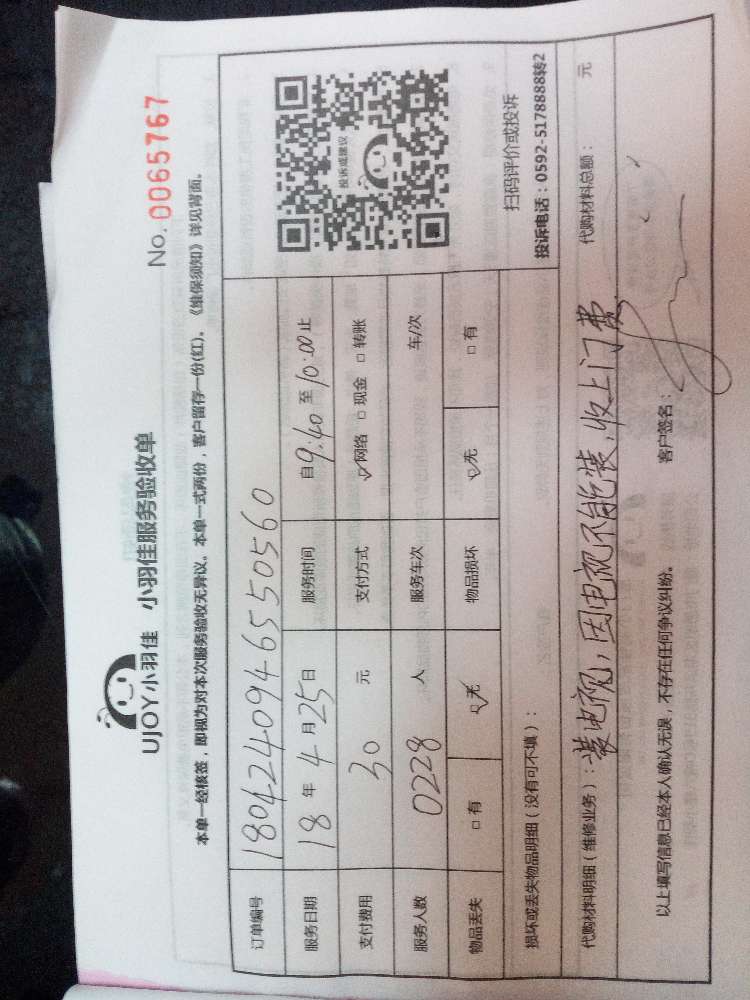 UJOY小羽佳 小羽佳服务验收单
No. 0065767
本单一经核签，即视为对本次服务验收无异议。本单一式两份，客户留存一份(红)。《维保须知》详见背面。
订单编号 1804240946550560
服务日期 18 年 4 月 25 日 服务时间 自9:40 至 10:00止
支付费用 30 元 支付方式 ☑网络 □ 现金 □ 转账
服务人数 0228 人 服务车次 车/次
物品丢失 □ 有 ☑无 物品损坏 ☑无 □ 有
投诉或建议
扫码评价或投诉
投诉电话：0592-5178888转2
损坏或丢失物品明细（没有可不填）：
代购材料明细（维修业务）：装电视，因电视不能装，收上门费 代购材料总额： 元
以上填写信息已经本人确认无误，不存在任何争议纠纷。 客户签名：